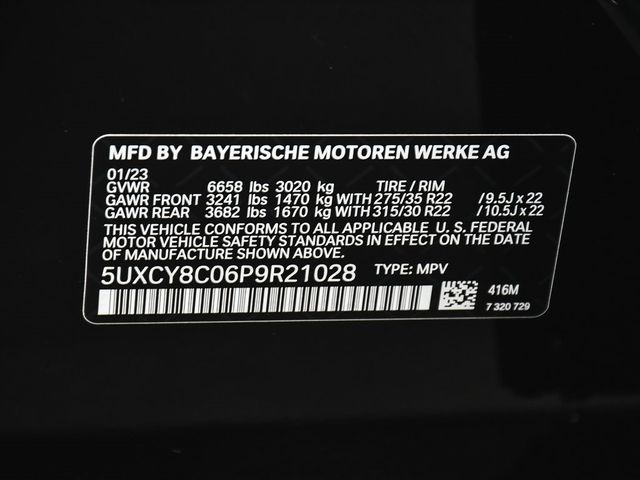 MFD BY BAYERISCHE MOTOREN WERKE AG
01/23
GVWR 6658 lbs 3020 kg TIRE / RIM
GAWR FRONT 3241 lbs 1470 kg WITH 275/35 R22 / 9.5J x 22
GAWR REAR 3682 lbs 1670 kg WITH 315/30 R22 / 10.5J x 22
THIS VEHICLE CONFORMS TO ALL APPLICABLE U. S. FEDERAL
MOTOR VEHICLE SAFETY STANDARDS IN EFFECT ON THE DATE
OF MANUFACTURE SHOWN ABOVE.
5UXCY8C06P9R21028 TYPE: MPV
416M
7 320 729